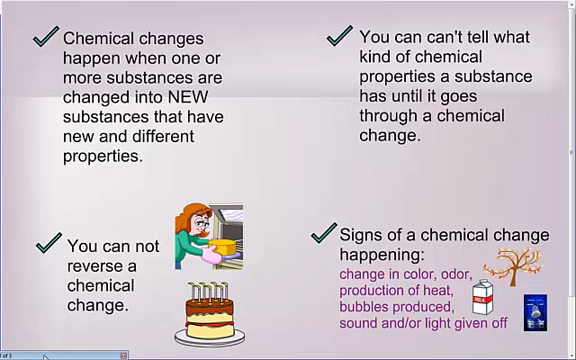 Chemical changes
happen when one or
more substances are
changed into NEW
substances that have
new and different
properties.
You can can't tell what
kind of chemical
properties a substance
has until it goes
through a chemical
change.
You can not
reverse a
chemical
change.
Signs of a chemical change
happening:
change in color, odor,
production of heat,
bubbles produced,
sound and/or light given off
MILK
of 3